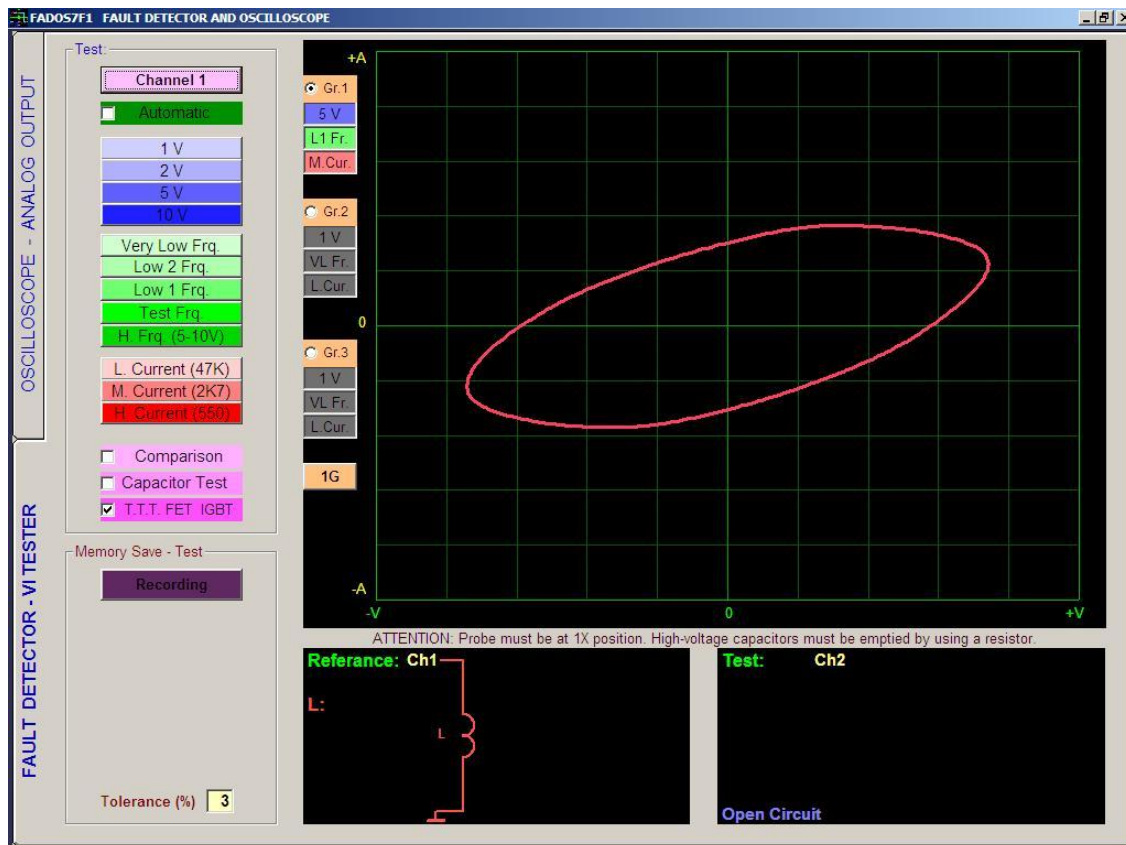 FADOS7F1 FAULT DETECTOR AND OSCILLOSCOPE
OSCILLOSCOPE - ANALOG OUTPUT
FAULT DETECTOR - VI TESTER
Test:
Channel 1
Automatic
1 V
2 V
5 V
10 V
Very Low Frq.
Low 2 Frq.
Low 1 Frq.
Test Frq.
H. Frq. (5-10V)
L. Current (47K)
M. Current (2K7)
H. Current (550)
Comparison
Capacitor Test
T.T.T. FET IGBT
Memory Save - Test
Recording
Tolerance (%) 3
Gr.1
5 V
L1 Fr.
M.Cur.
Gr.2
1 V
VL Fr.
L.Cur.
Gr.3
1 V
VL Fr.
L.Cur.
1G
+A
0
-A
-V 0 +V
ATTENTION: Probe must be at 1X position. High-voltage capacitors must be emptied by using a resistor.
Referance: Ch1
L:
L
Test: Ch2
Open Circuit